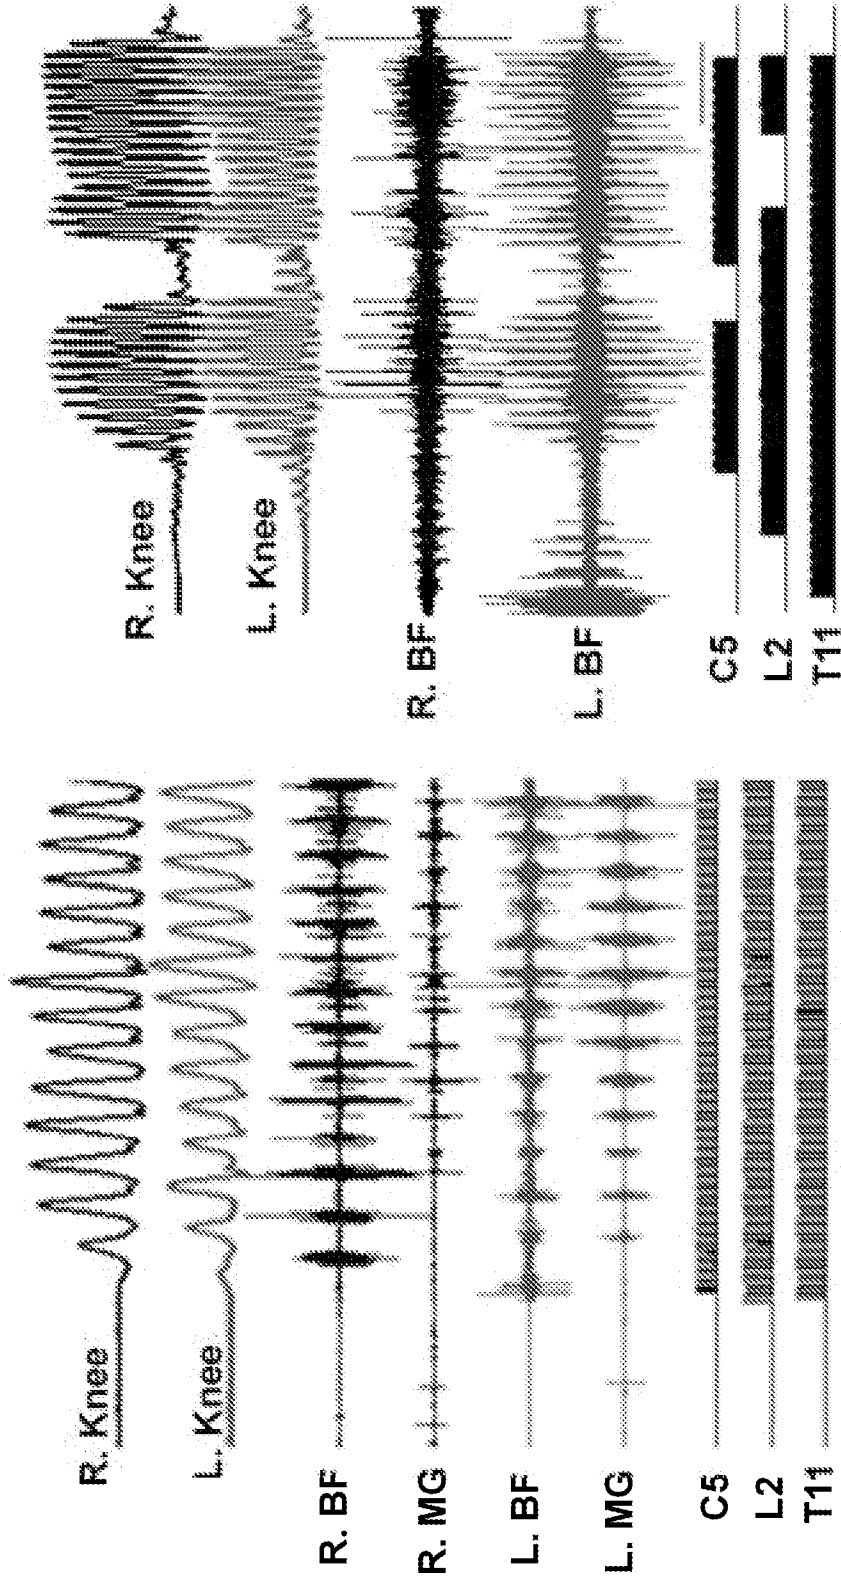 R. Knee
L. Knee
R. BF
R. MG
L. BF
L. MG
C5
L2
T11
R. Knee
L. Knee
R. BF
L. BF
C5
L2
T11